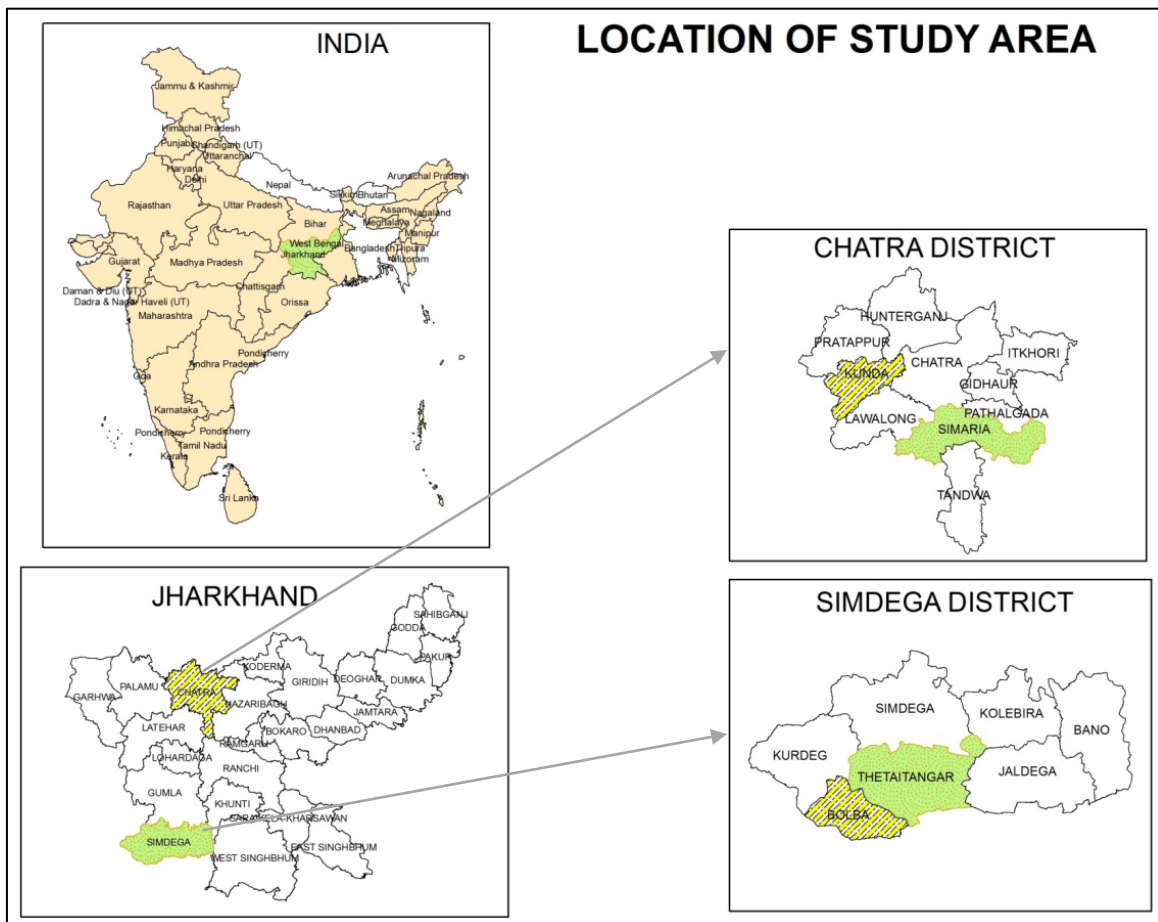 LOCATION OF STUDY AREA
INDIA
Jammu & Kashmir
Himachal Pradesh
Punjab
Chandigarh (UT)
Uttaranchal
Haryana
Delhi
Nepal
Arunachal Pradesh
Sikkim
Bhutan
Rajasthan
Uttar Pradesh
Assam
Nagaland
Bihar
Meghalaya
Manipur
West Bengal
Bangladesh
Tripura
Jharkhand
Mizoram
Gujarat
Madhya Pradesh
Chattisgarh
Daman & Diu (UT)
Dadra & Nagar Haveli (UT)
Orissa
Maharashtra
Pondicherry
Andhra Pradesh
Goa
Karnataka
Pondicherry
Pondicherry
Tamil Nadu
Kerala
Sri Lanka
CHATRA DISTRICT
HUNTERGANJ
PRATAPPUR
CHATRA
ITKHORI
KUNDA
GIDHAUR
LAWALONG
PATHALGADA
SIMARIA
TANDWA
JHARKHAND
SAHIBGANJ
GODDA
PAKUR
KODERMA
PALAMU
CHATRA
GIRIDIH
DEOGHAR
DUMKA
GARHWA
HAZARIBAGH
JAMTARA
LATEHAR
BOKARO
DHANBAD
RAMGARH
LOHARDAGA
RANCHI
GUMLA
KHUNTI
SARAIKELA-KHARSAWAN
SIMDEGA
WEST SINGHBHUM
EAST SINGHBHUM
SIMDEGA DISTRICT
SIMDEGA
KOLEBIRA
BANO
KURDEG
THETAITANGAR
JALDEGA
BOLBA